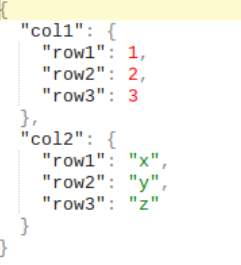 {
  "col1": {
    "row1": 1,
    "row2": 2,
    "row3": 3
  },
  "col2": {
    "row1": "x",
    "row2": "y",
    "row3": "z"
  }
}